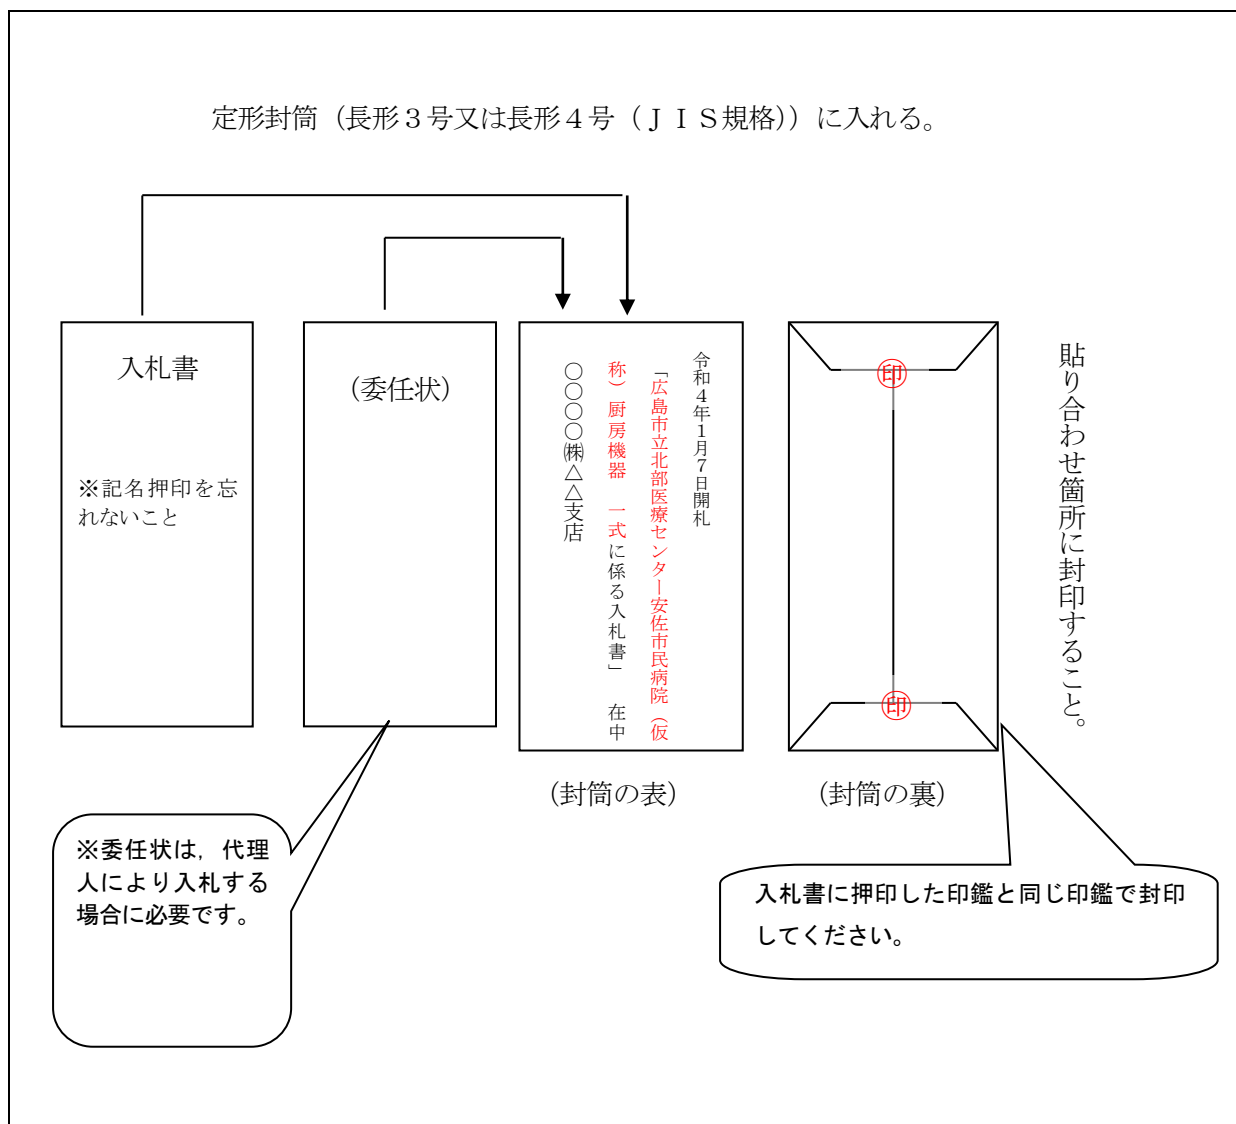 定形封筒（長形３号又は長形４号（ＪＩＳ規格））に入れる。
入札書
※記名押印を忘
れないこと
（委任状）
令和４年１月７日開札
「広島市立北部医療センター安佐市民病院（仮
称）厨房機器　一式に係る入札書」　在中
○○○○㈱△△支店
印
印
貼り合わせ箇所に封印すること。
（封筒の表）
（封筒の裏）
※委任状は，代理
人により入札する
場合に必要です。
入札書に押印した印鑑と同じ印鑑で封印
してください。